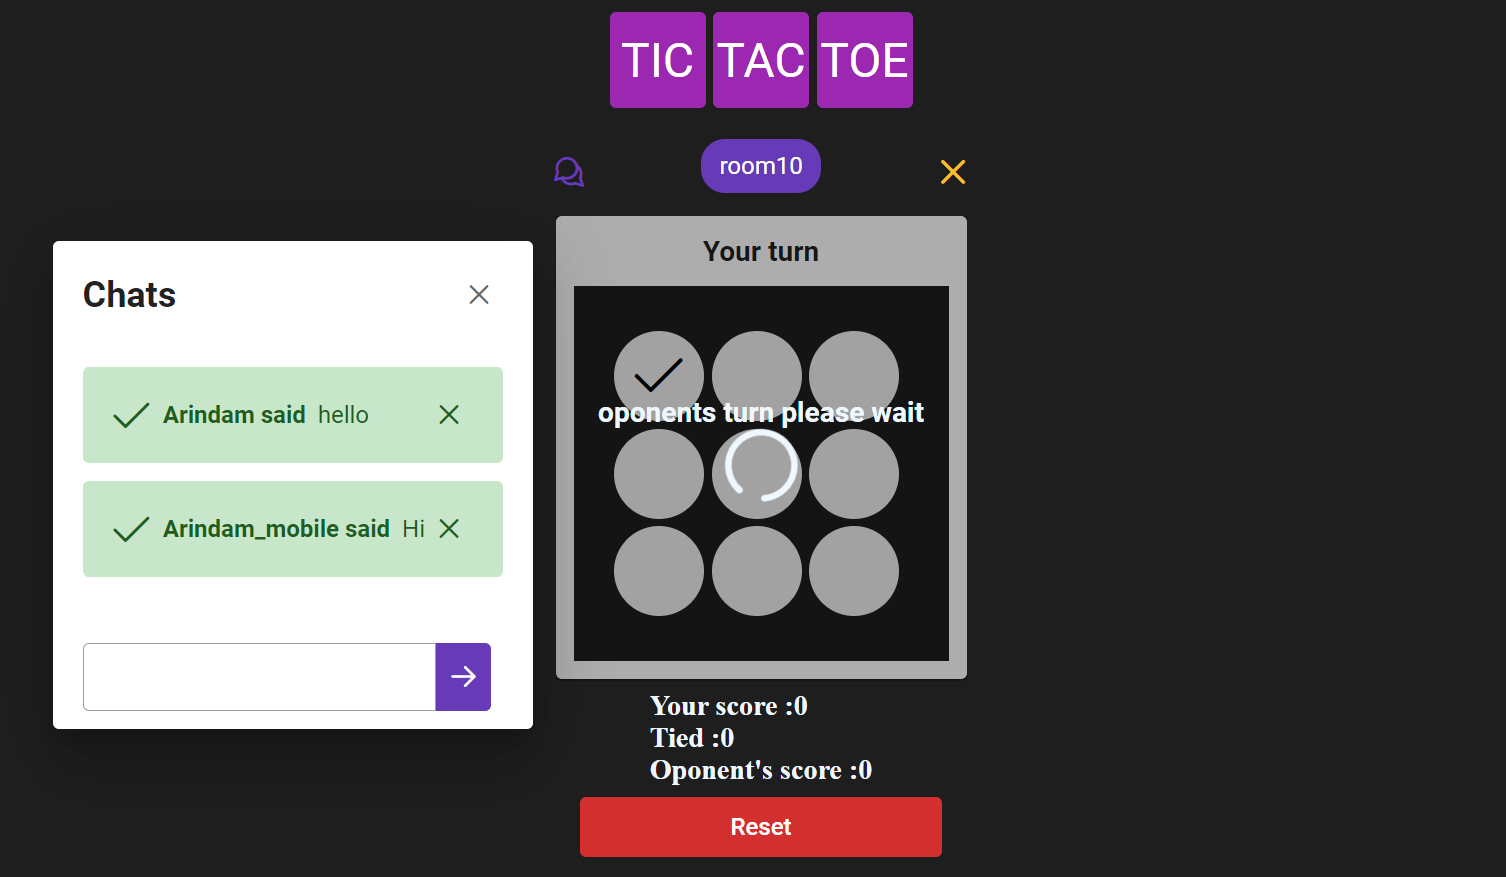 TIC TAC TOE
room10
Chats
Arindam said hello
Arindam_mobile said Hi
Your turn
oponents turn please wait
Your score :0
Tied :0
Oponent's score :0
Reset